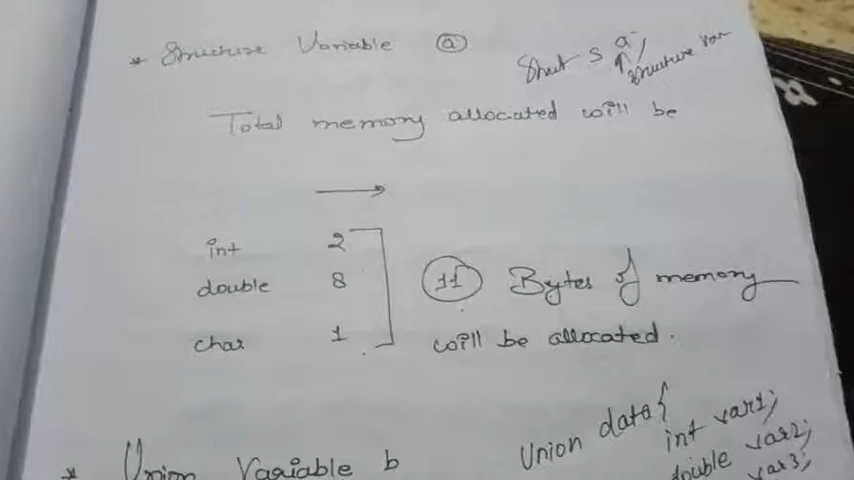 * Structure Variable a
Struct s a;
structure var
Total memory allocated will be
int 2
double 8
char 1
11 Bytes of memory
will be allocated.
* Union Variable b
Union data{
int var1;
double var2;
var3;